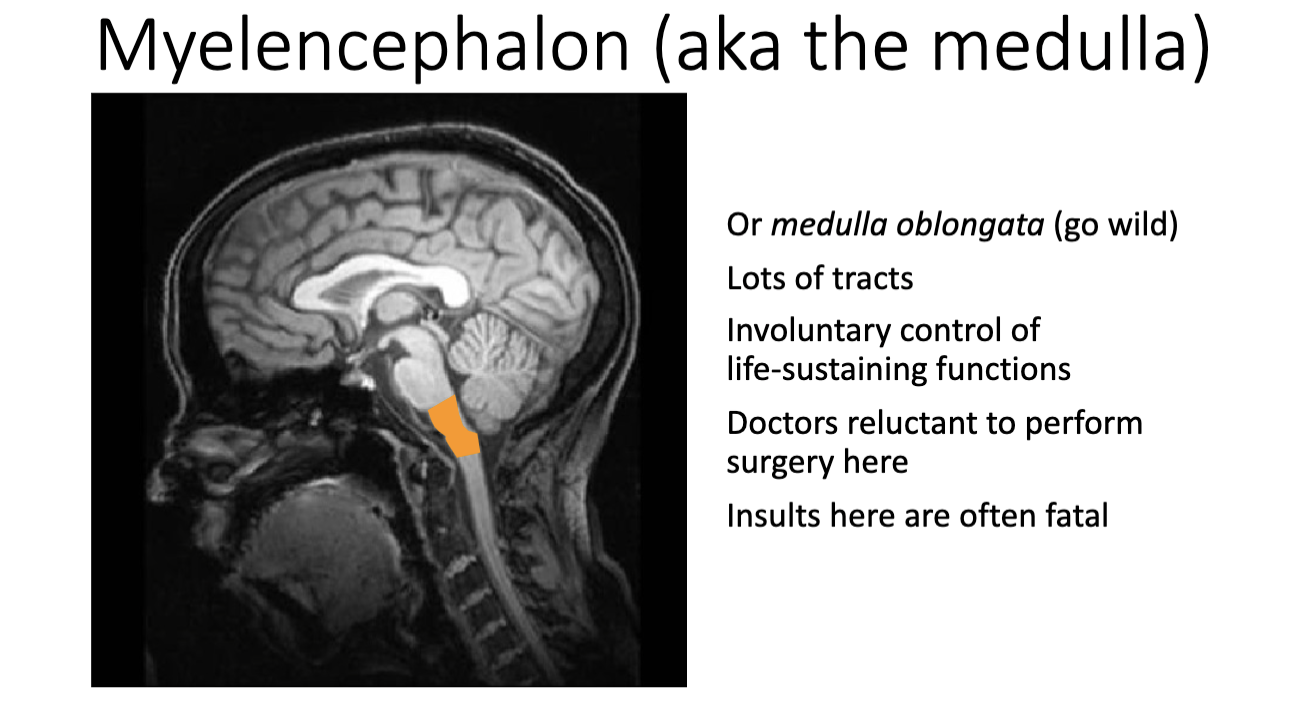 Myelencephalon (aka the medulla)
Or medulla oblongata (go wild)
Lots of tracts
Involuntary control of
life-sustaining functions
Doctors reluctant to perform
surgery here
Insults here are often fatal